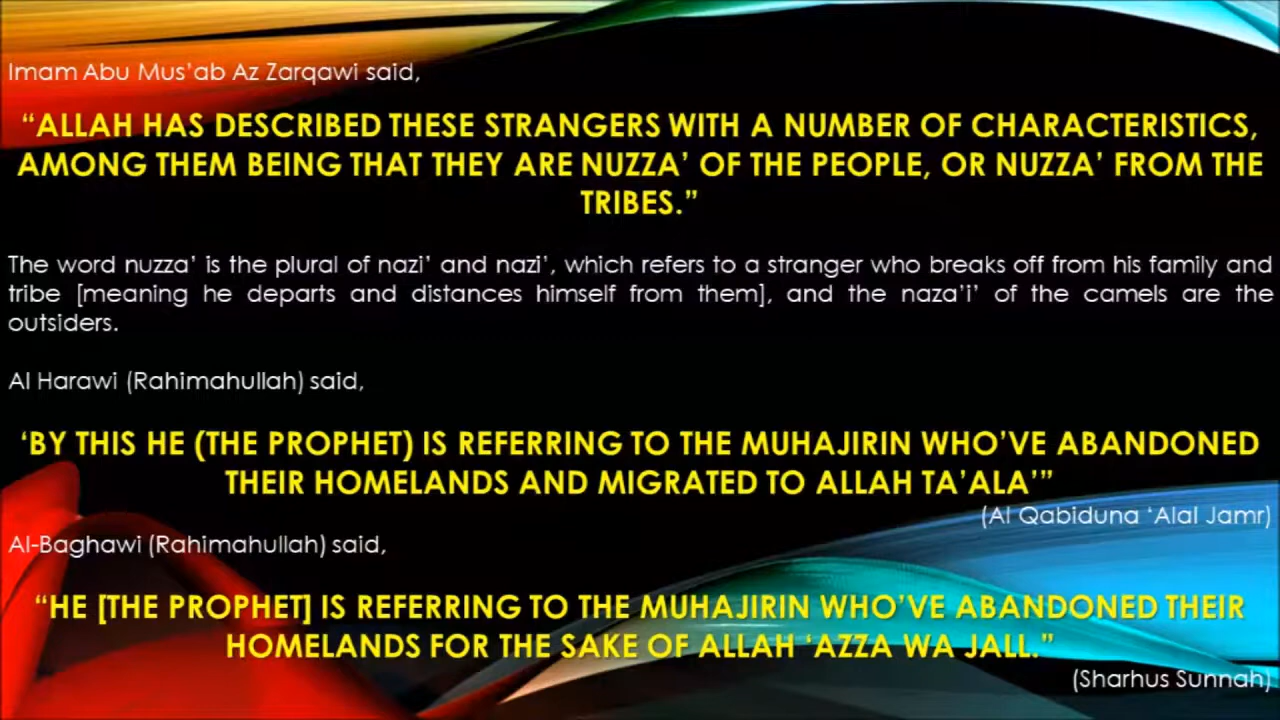 Imam Abu Mus'ab Az Zarqawi said,
“ALLAH HAS DESCRIBED THESE STRANGERS WITH A NUMBER OF CHARACTERISTICS,
AMONG THEM BEING THAT THEY ARE NUZZA’ OF THE PEOPLE, OR NUZZA’ FROM THE
TRIBES.”
The word nuzza’ is the plural of nazi’ and nazi’, which refers to a stranger who breaks off from his family and
tribe [meaning he departs and distances himself from them], and the naza’i’ of the camels are the
outsiders.
Al Harawi (Rahimahullah) said,
‘BY THIS HE (THE PROPHET) IS REFERRING TO THE MUHAJIRIN WHO’VE ABANDONED
THEIR HOMELANDS AND MIGRATED TO ALLAH TA’ALA’”
(Al Qabiduna ‘Alal Jamr)
Al-Baghawi (Rahimahullah) said,
“HE [THE PROPHET] IS REFERRING TO THE MUHAJIRIN WHO’VE ABANDONED THEIR
HOMELANDS FOR THE SAKE OF ALLAH ‘AZZA WA JALL.”
(Sharhus Sunnah)